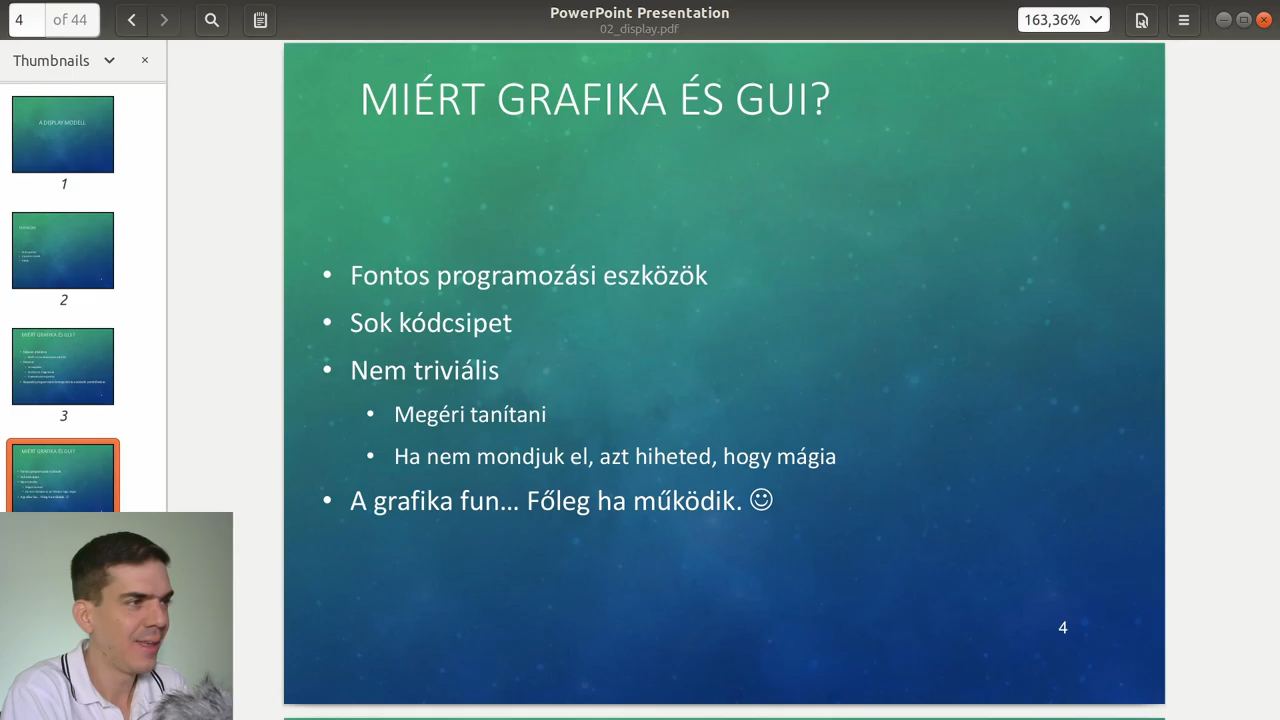 4 of 44
PowerPoint Presentation
02_display.pdf
163,36%
Thumbnails
A DISPLAY MODELL
1
2
MIÉRT GRAFIKA ÉS GUI?
3
MIÉRT GRAFIKA ÉS GUI?
MIÉRT GRAFIKA ÉS GUI?
• Fontos programozási eszközök
• Sok kódcsipet
• Nem triviális
• Megéri tanítani
• Ha nem mondjuk el, azt hiheted, hogy mágia
• A grafika fun... Főleg ha működik. ☺
4